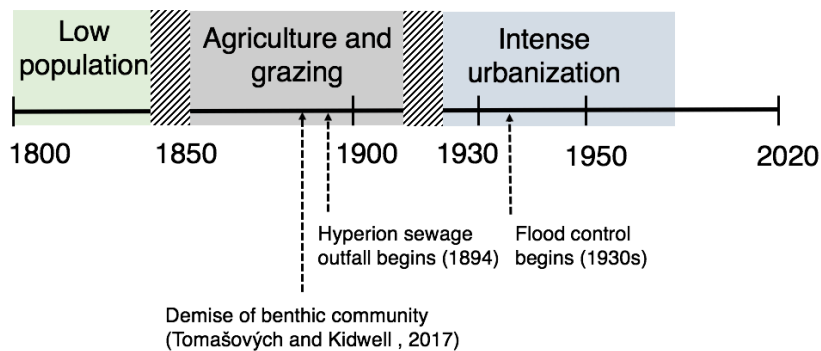 Low
population
Agriculture and
grazing
Intense
urbanization
1800
1850
1900
1930
1950
2020
Hyperion sewage
outfall begins (1894)
Flood control
begins (1930s)
Demise of benthic community
(Tomašových and Kidwell , 2017)